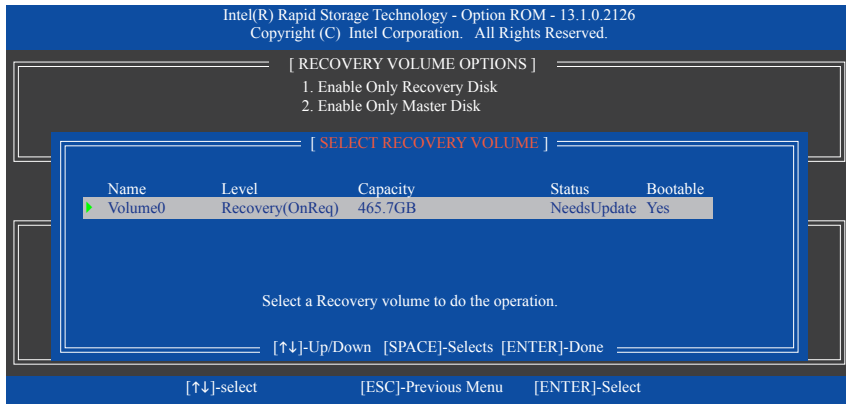 Intel(R) Rapid Storage Technology - Option ROM - 13.1.0.2126
Copyright (C) Intel Corporation. All Rights Reserved.
[ RECOVERY VOLUME OPTIONS ]
1. Enable Only Recovery Disk
2. Enable Only Master Disk
[ SELECT RECOVERY VOLUME ]
Name Level Capacity Status Bootable
Volume0 Recovery(OnReq) 465.7GB NeedsUpdate Yes
Select a Recovery volume to do the operation.
[↑↓]-Up/Down [SPACE]-Selects [ENTER]-Done
[↑↓]-select [ESC]-Previous Menu [ENTER]-Select